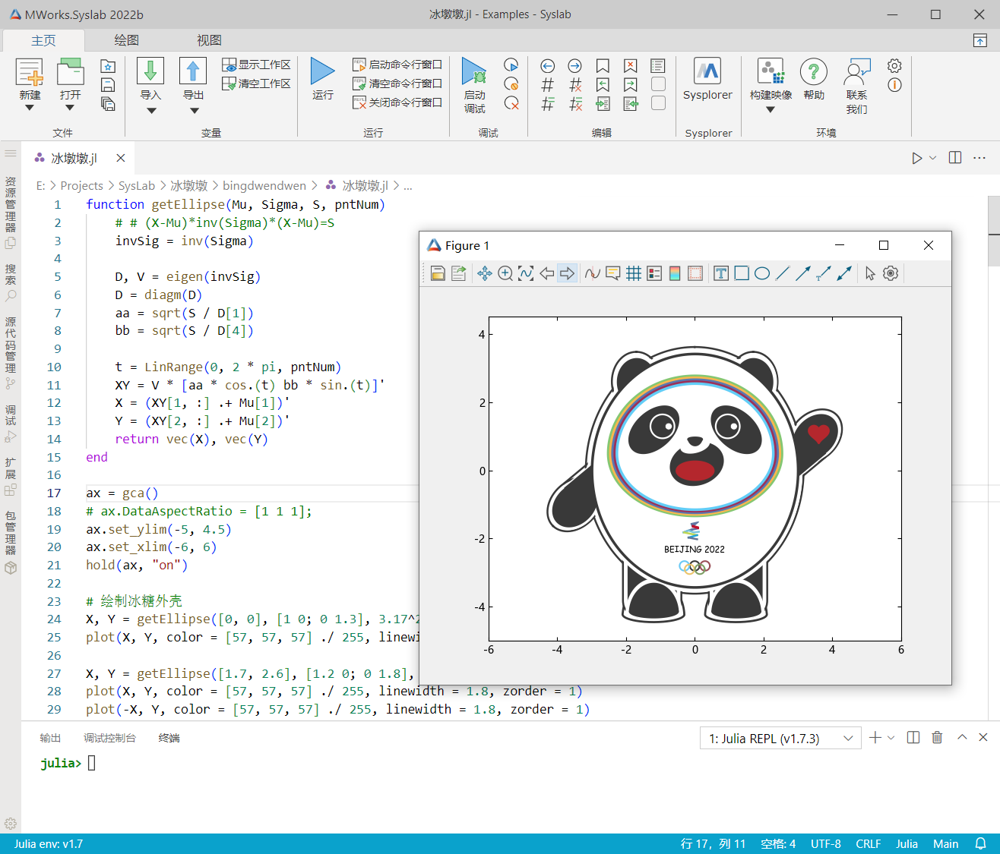 MWorks.Syslab 2022b
冰墩墩.jl - Examples - Syslab
主页 绘图 视图
新建 打开
导入 导出 显示工作区 清空工作区
运行 启动命令行窗口 清空命令行窗口 关闭命令行窗口
启动调试
Sysplorer
构建映像 帮助 联系我们
文件 变量 运行 调试 编辑 Sysplorer 环境
资源管理器
搜索
源代码管理
调试
扩展
包管理器
冰墩墩.jl
E: > Projects > SysLab > 冰墩墩 > bingdwendwen > 冰墩墩.jl > ...
1 function getEllipse(Mu, Sigma, S, pntNum)
2 # # (X-Mu)*inv(Sigma)*(X-Mu)=S
3 invSig = inv(Sigma)
4
5 D, V = eigen(invSig)
6 D = diagm(D)
7 aa = sqrt(S / D[1])
8 bb = sqrt(S / D[4])
9
10 t = LinRange(0, 2 * pi, pntNum)
11 XY = V * [aa * cos.(t) bb * sin.(t)]'
12 X = (XY[1, :] .+ Mu[1])'
13 Y = (XY[2, :] .+ Mu[2])'
14 return vec(X), vec(Y)
15 end
16
17 ax = gca()
18 # ax.DataAspectRatio = [1 1 1];
19 ax.set_ylim(-5, 4.5)
20 ax.set_xlim(-6, 6)
21 hold(ax, "on")
22
23 # 绘制冰糖外壳
24 X, Y = getEllipse([0, 0], [1 0; 0 1.3], 3.17^2
25 plot(X, Y, color = [57, 57, 57] ./ 255, linewi
26
27 X, Y = getEllipse([1.7, 2.6], [1.2 0; 0 1.8],
28 plot(X, Y, color = [57, 57, 57] ./ 255, linewidth = 1.8, zorder = 1)
29 plot(-X, Y, color = [57, 57, 57] ./ 255, linewidth = 1.8, zorder = 1)
Figure 1
4
2
0
-2
-4
-6 -4 -2 0 2 4 6
BEIJING 2022
输出 调试控制台 终端
1: Julia REPL (v1.7.3)
julia>
Julia env: v1.7
行 17，列 11 空格: 4 UTF-8 CRLF Julia Main